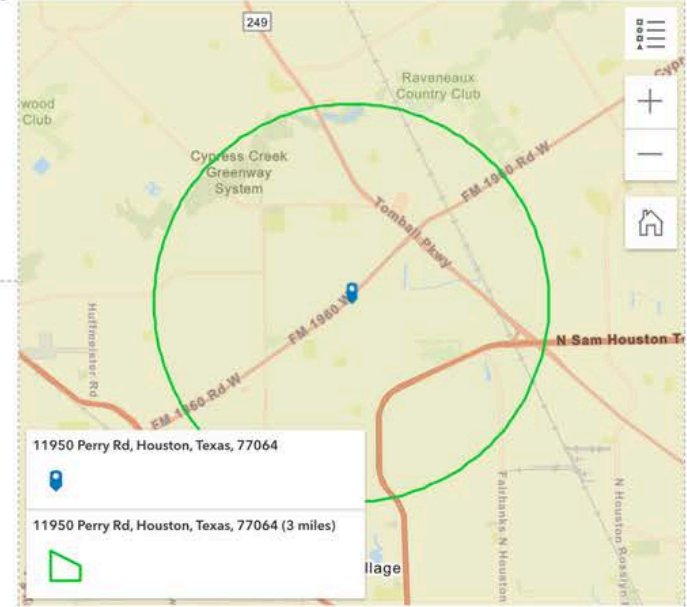 249
Raveneaux
Country Club
Cypr
wood
Club
Cypress Creek
Greenway
System
FM-1960 Rd W
Tomball Pkwy
FM-1960 W
Huffmeister Rd
N Sam Houston T
FM-1960 Rd W
11950 Perry Rd, Houston, Texas, 77064
11950 Perry Rd, Houston, Texas, 77064 (3 miles)
llage
Fairbanks N Houston
N Houston Rosslyn